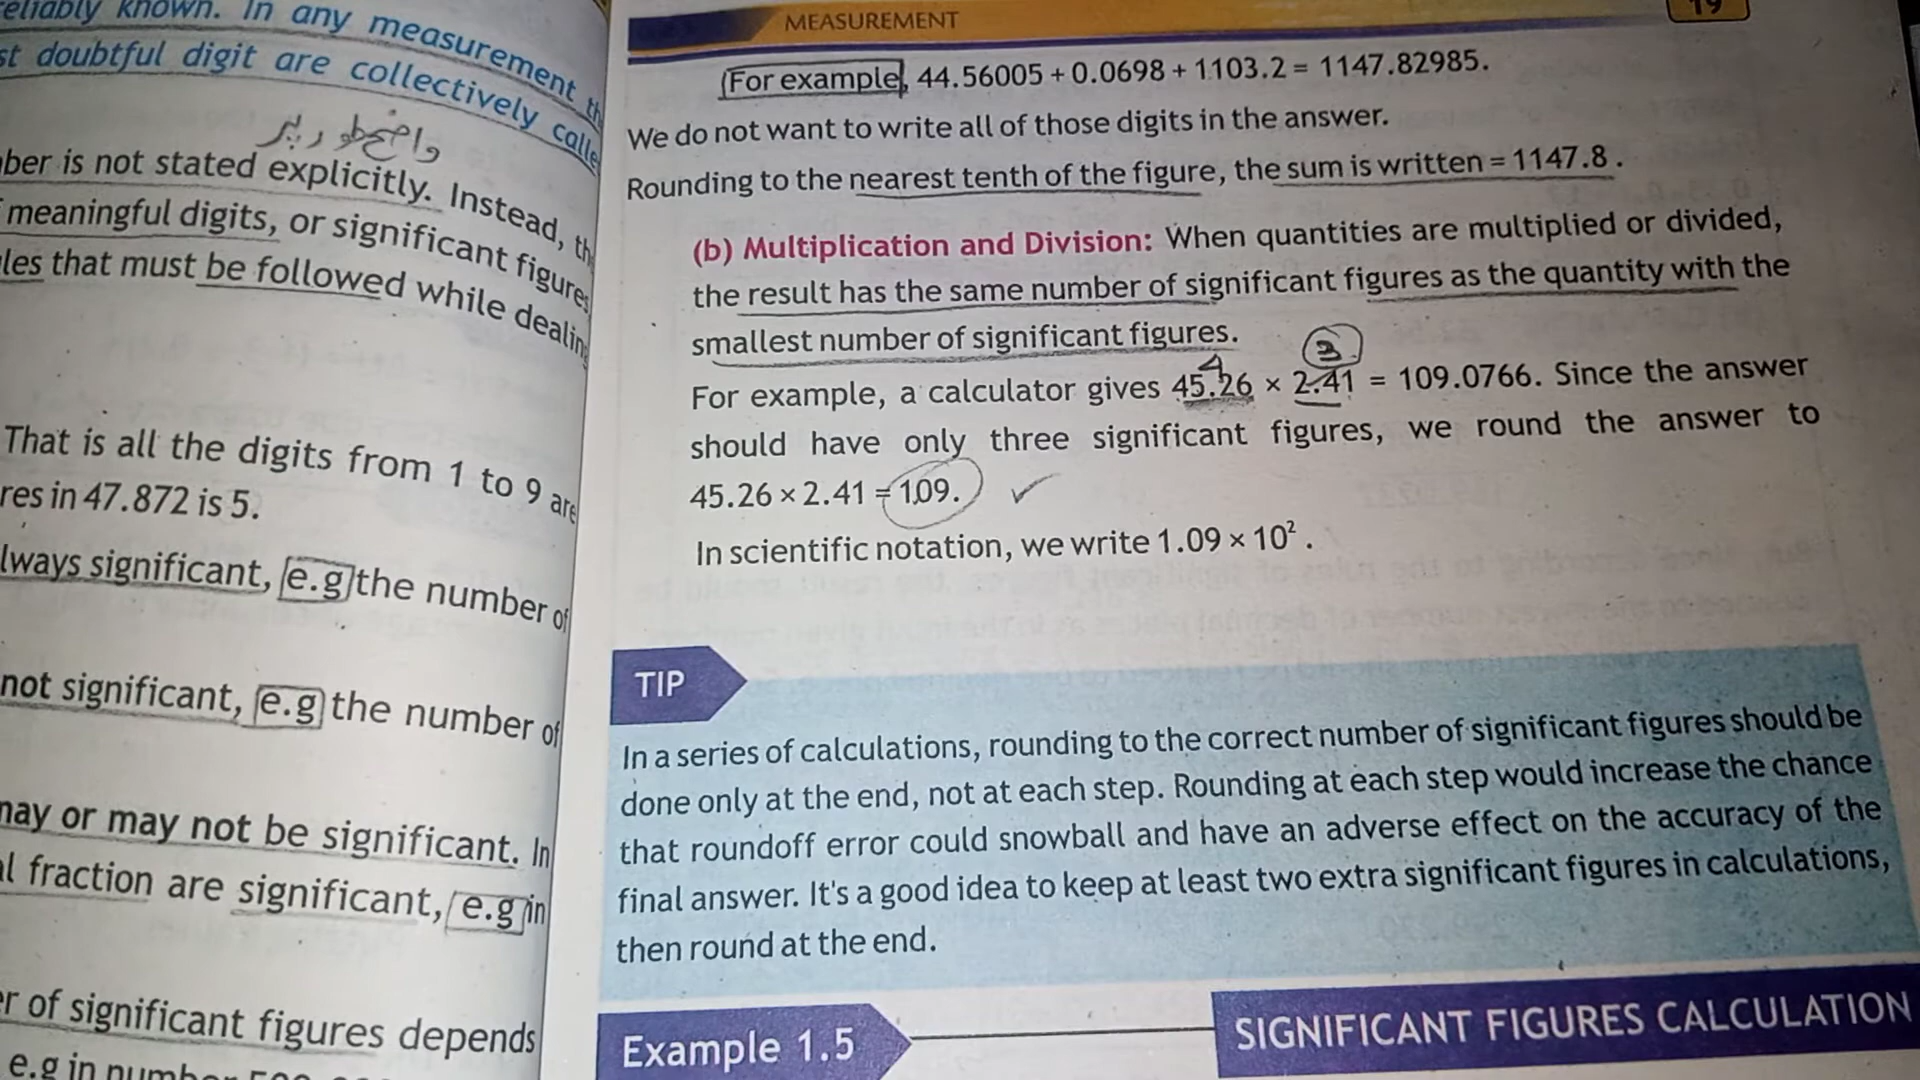 reliably known. In any measurement th
st doubtful digit are collectively calle
واضح طور پر
ber is not stated explicitly. Instead, th
meaningful digits, or significant figures
les that must be followed while dealing
That is all the digits from 1 to 9 are
res in 47.872 is 5.
lways significant, e.g the number of
not significant, e.g the number of
may or may not be significant. In
al fraction are significant, e.g in
er of significant figures depends
e.g in number
MEASUREMENT
19
For example, 44.56005 + 0.0698 + 1103.2 = 1147.82985.
We do not want to write all of those digits in the answer.
Rounding to the nearest tenth of the figure, the sum is written = 1147.8 .
(b) Multiplication and Division: When quantities are multiplied or divided,
the result has the same number of significant figures as the quantity with the
smallest number of significant figures.
4 3
For example, a calculator gives 45.26 × 2.41 = 109.0766. Since the answer
should have only three significant figures, we round the answer to
45.26 × 2.41 = 109.
In scientific notation, we write 1.09 × 10².
TIP
In a series of calculations, rounding to the correct number of significant figures should be
done only at the end, not at each step. Rounding at each step would increase the chance
that roundoff error could snowball and have an adverse effect on the accuracy of the
final answer. It's a good idea to keep at least two extra significant figures in calculations,
then round at the end.
Example 1.5
SIGNIFICANT FIGURES CALCULATION